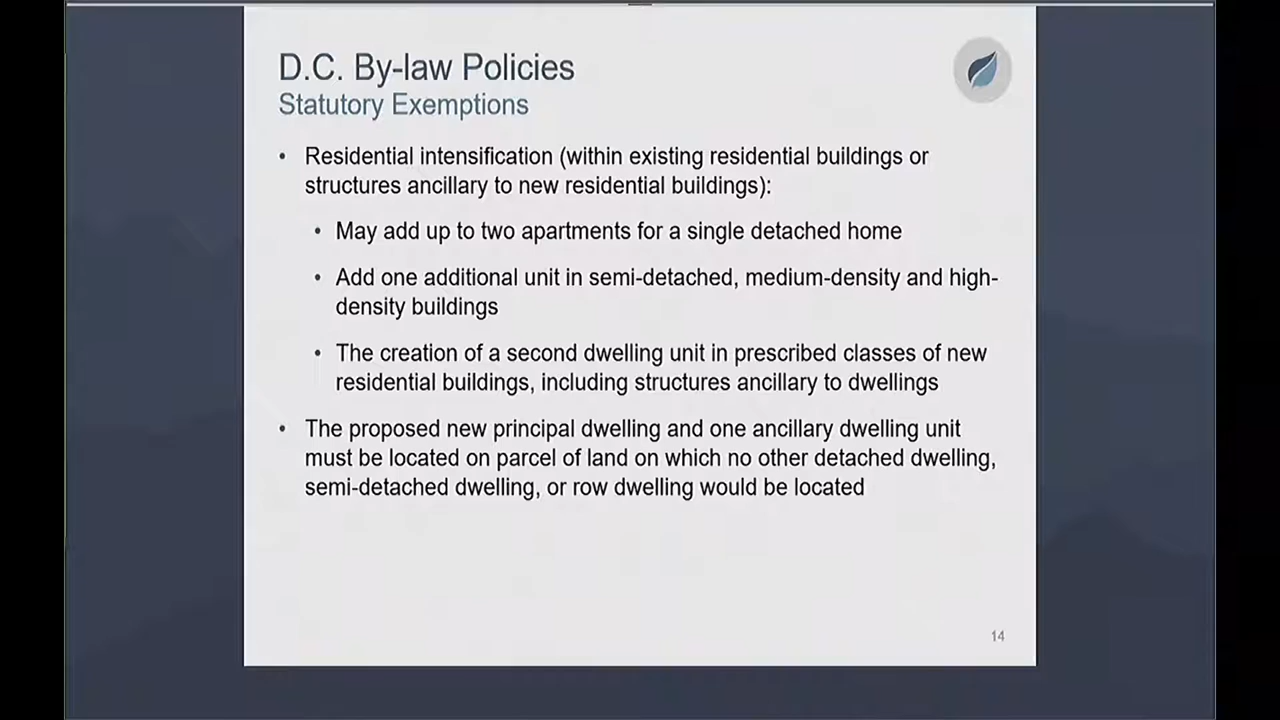 D.C. By-law Policies
Statutory Exemptions
• Residential intensification (within existing residential buildings or
structures ancillary to new residential buildings):
• May add up to two apartments for a single detached home
• Add one additional unit in semi-detached, medium-density and high-
density buildings
• The creation of a second dwelling unit in prescribed classes of new
residential buildings, including structures ancillary to dwellings
• The proposed new principal dwelling and one ancillary dwelling unit
must be located on parcel of land on which no other detached dwelling,
semi-detached dwelling, or row dwelling would be located
14